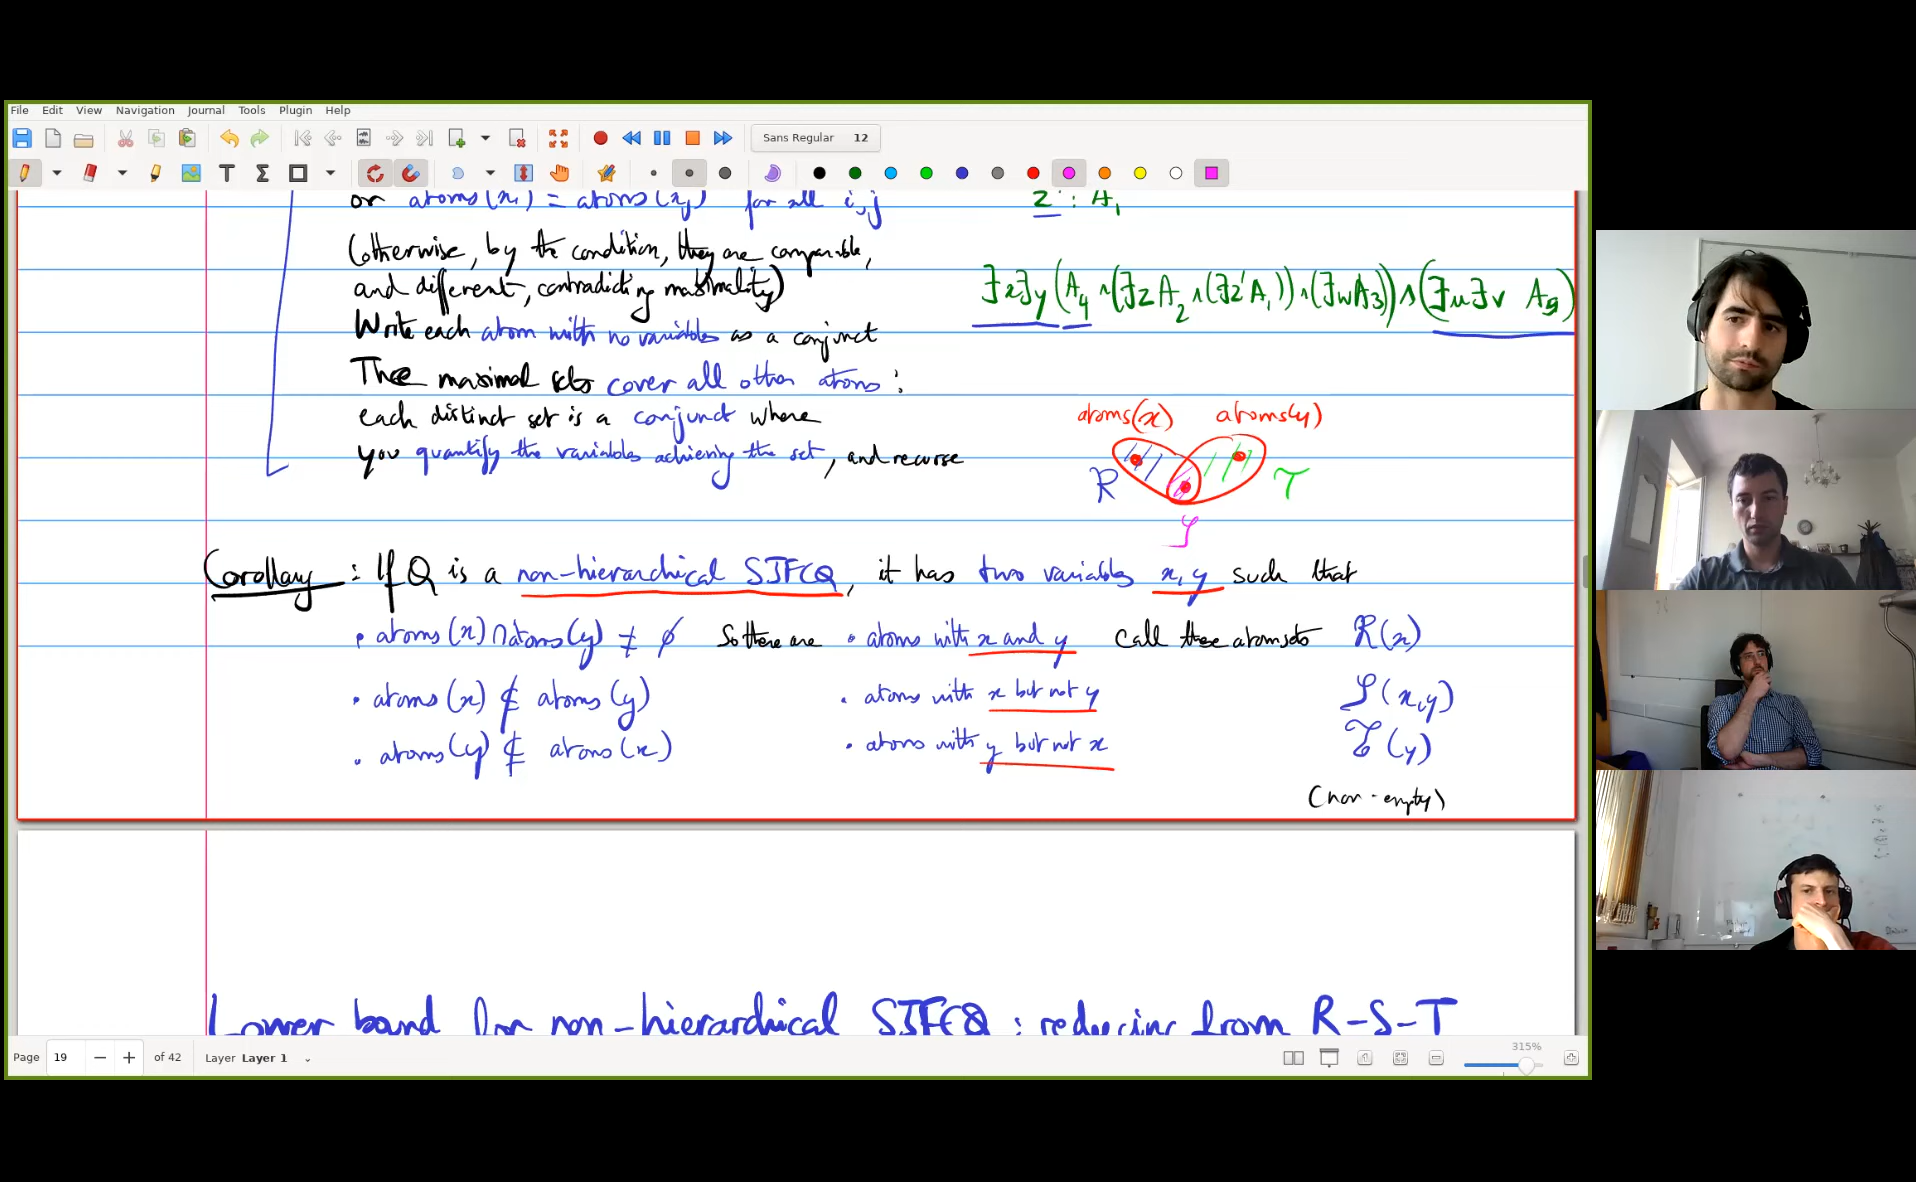 File Edit View Navigation Journal Tools Plugin Help
Sans Regular 12
or atoms(xi) = atoms(xj) for all i,j
z' : A1
(otherwise, by the condition, they are comparable,
and different, contradicting maximality)
∃x∃y(A4 ∧(∃z A2 ∧(∃z'A1))∧(∃wA3))∧(∃u∃v A5)
Write each atom with no variables as a conjunct
These maximal sets cover all other atoms :
each distinct set is a conjunct where
you quantify the variables achieving the set, and recurse
atoms(x) atoms(y)
R T
S
Corollary : If Q is a non-hierarchical SJFCQ, it has two variables x,y such that
• atoms(x)∩atoms(y) ≠ ∅ So there are • atoms with x and y Call these atomsets R(x)
• atoms(x) ⊄ atoms(y) • atoms with x but not y S(x,y)
• atoms(y) ⊄ atoms(x) • atoms with y but not x T(y)
(non-empty)
Lower bound for non-hierarchical SJFCQ : reducing from R-S-T
Page 19 of 42 Layer Layer 1 315%